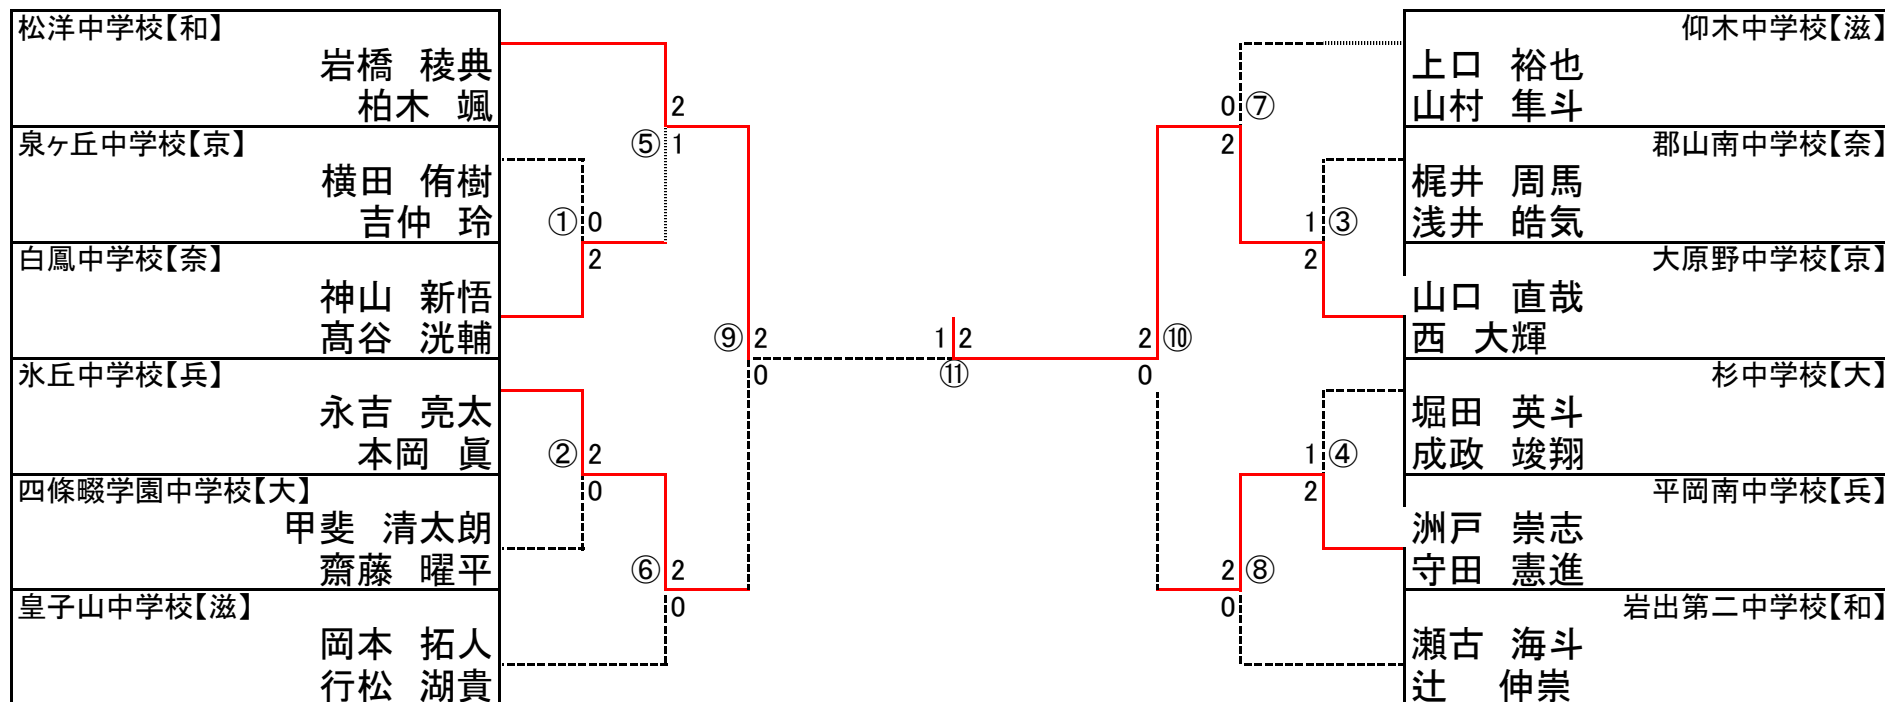 松洋中学校【和】
岩橋 稜典
柏木 颯
泉ヶ丘中学校【京】
横田 侑樹
吉仲 玲
白鳳中学校【奈】
神山 新悟
髙谷 洸輔
氷丘中学校【兵】
永吉 亮太
本岡 眞
四條畷学園中学校【大】
甲斐 清太朗
齋藤 曜平
皇子山中学校【滋】
岡本 拓人
行松 湖貴
2
⑤ 1
① 0
2
⑨ 2
0
② 2
0
⑥ 2
0
1 2
⑪
0 ⑦
2
1 ③
2
2 ⑩
0
1 ④
2
2 ⑧
0
仰木中学校【滋】
上口 裕也
山村 隼斗
郡山南中学校【奈】
梶井 周馬
浅井 皓気
大原野中学校【京】
山口 直哉
西 大輝
杉中学校【大】
堀田 英斗
成政 竣翔
平岡南中学校【兵】
洲戸 崇志
守田 憲進
岩出第二中学校【和】
瀬古 海斗
辻 伸崇